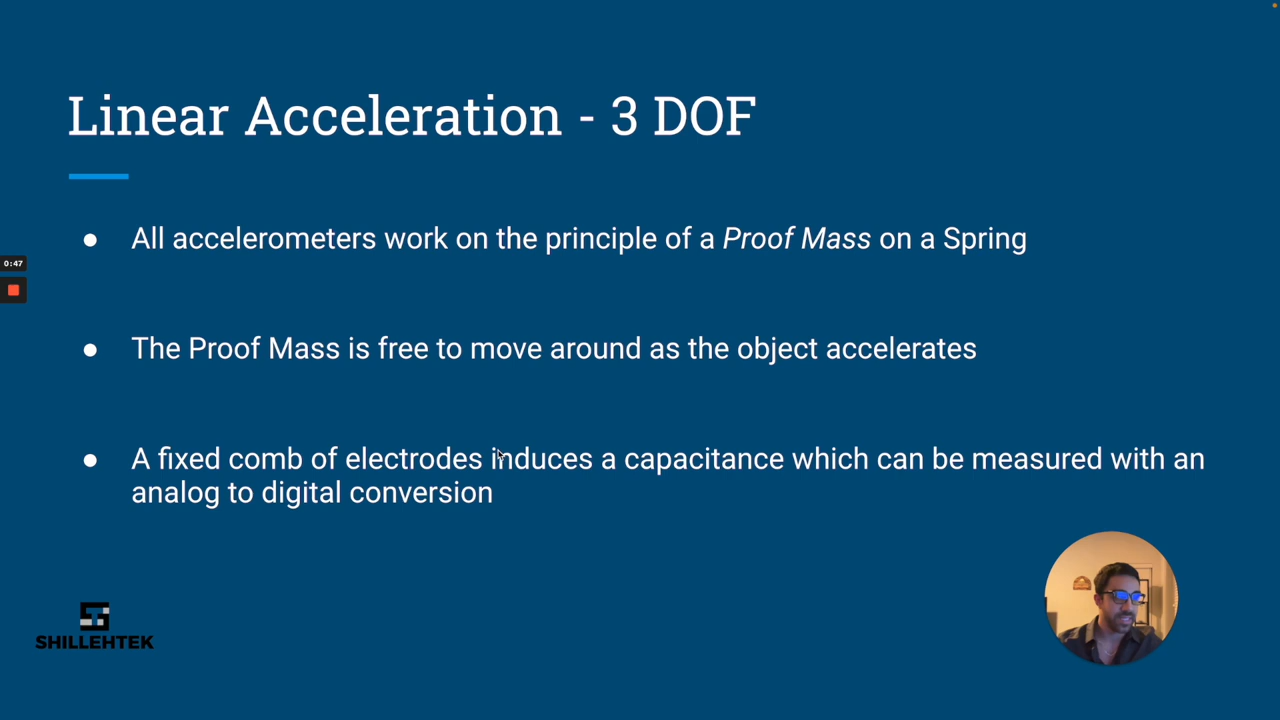 Linear Acceleration - 3 DOF
● All accelerometers work on the principle of a Proof Mass on a Spring
0:47
● The Proof Mass is free to move around as the object accelerates
● A fixed comb of electrodes induces a capacitance which can be measured with an
analog to digital conversion
SHILLEHTEK